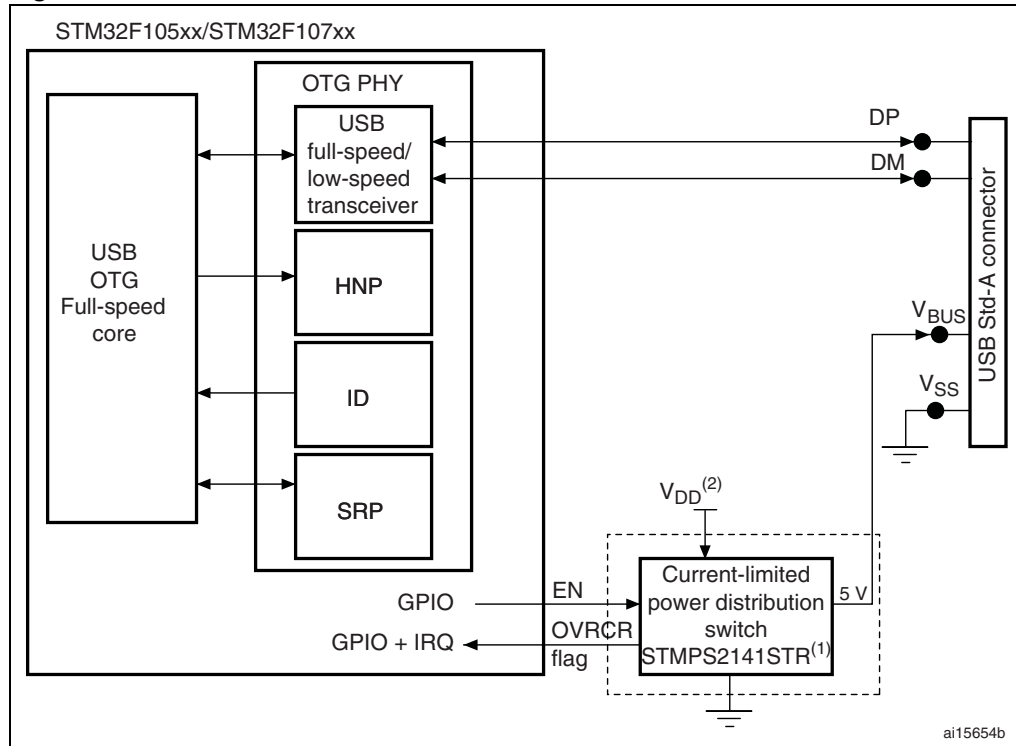 STM32F105xx/STM32F107xx
OTG PHY
USB
full-speed/
low-speed
transceiver
USB
OTG
Full-speed
core
HNP
ID
SRP
DP
DM
VBUS
VSS
USB Std-A connector
VDD(2)
GPIO
EN
GPIO + IRQ
OVRCR
flag
Current-limited
power distribution
switch
STMPS2141STR(1)
5 V
ai15654b